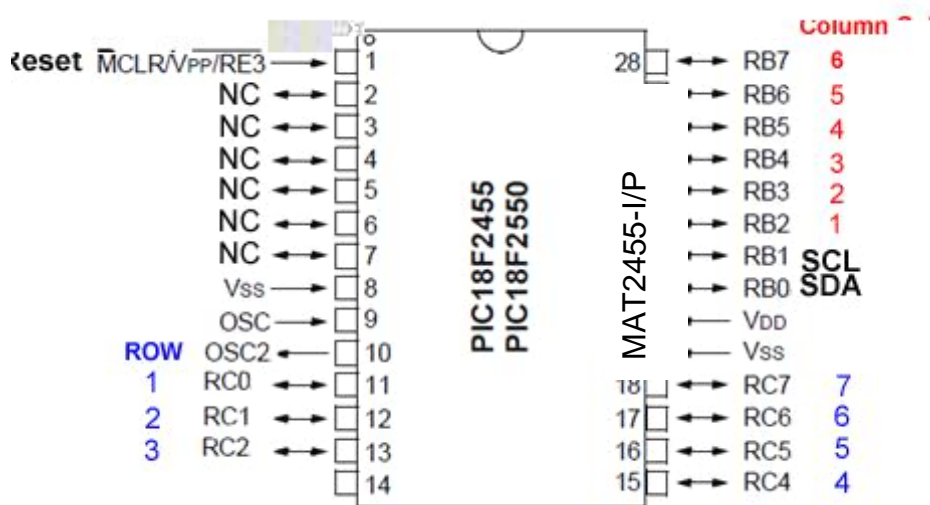 Column
Reset MCLR/VPP/RE3 1 28 RB7 6
NC 2 RB6 5
NC 3 RB5 4
NC 4 RB4 3
NC 5 RB3 2
NC 6 RB2 1
NC 7 RB1 SCL
VSS 8 RB0 SDA
OSC 9 VDD
ROW OSC2 10 VSS
1 RC0 11 18 RC7 7
2 RC1 12 17 RC6 6
3 RC2 13 16 RC5 5
14 15 RC4 4
PIC18F2455
PIC18F2550
MAT2455-I/P